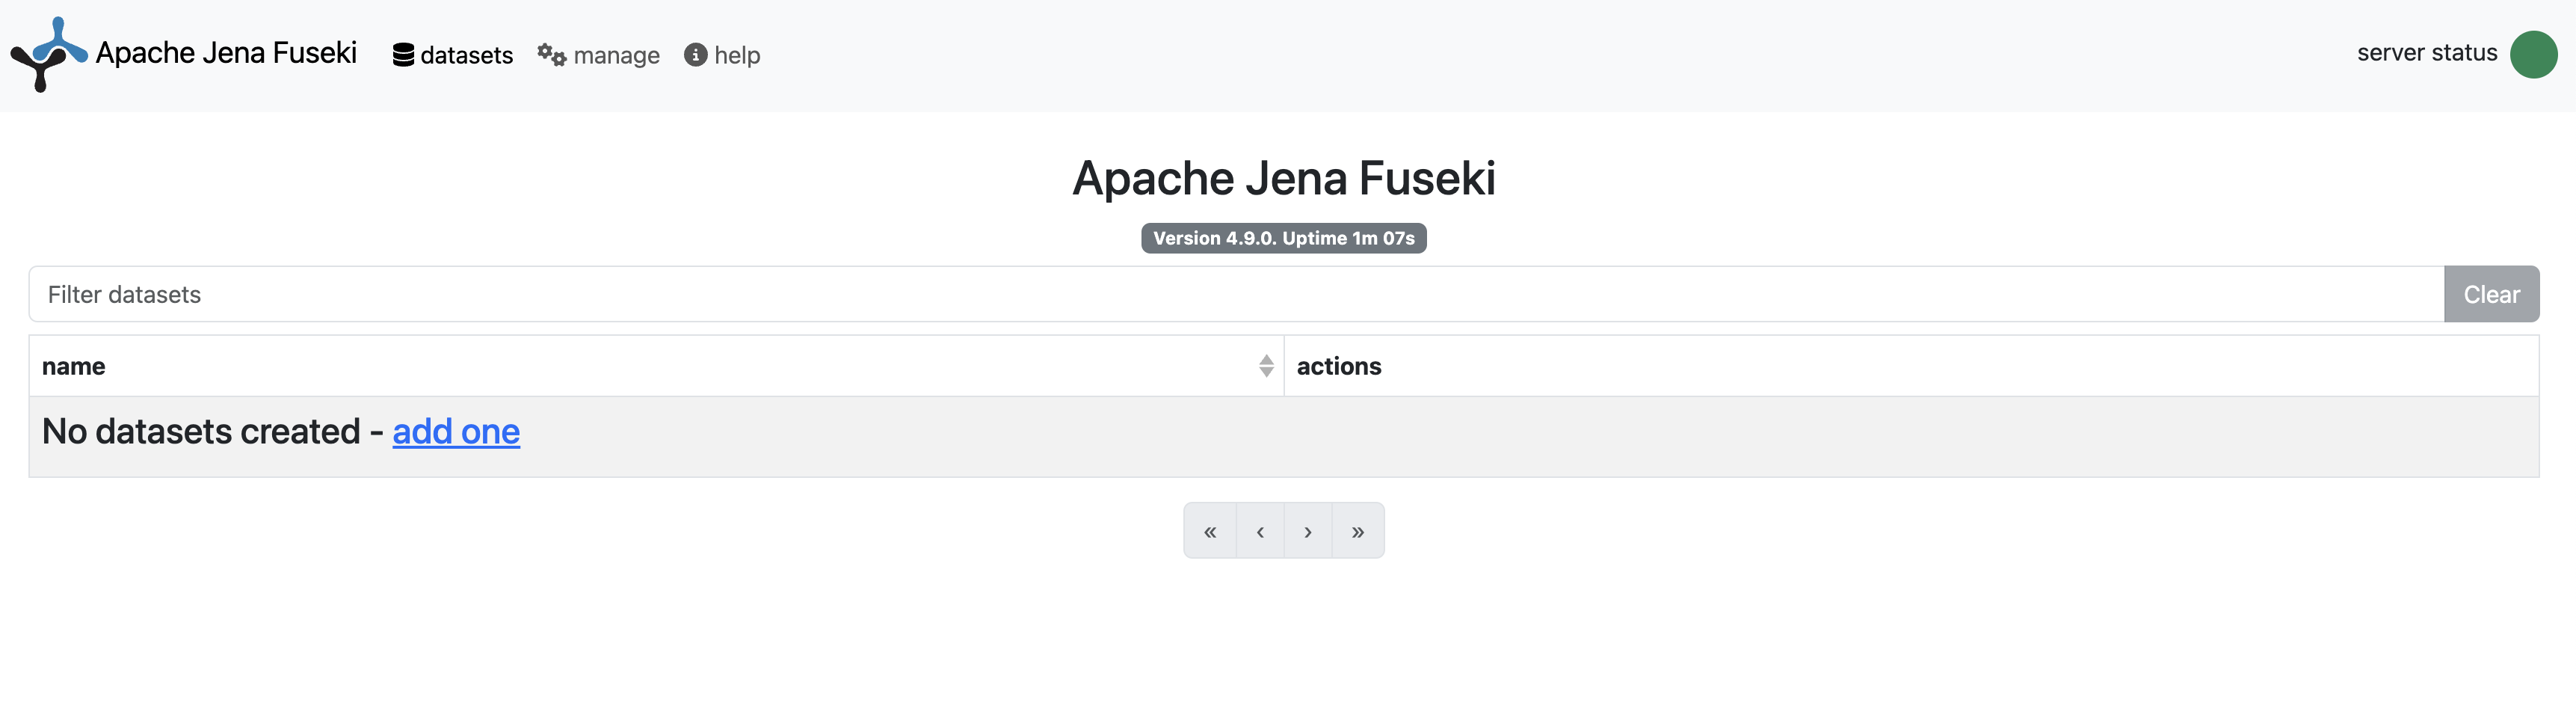 Apache Jena Fuseki datasets manage help server status
Apache Jena Fuseki
Version 4.9.0. Uptime 1m 07s
Filter datasets Clear
name actions
No datasets created - add one
« ‹ › »